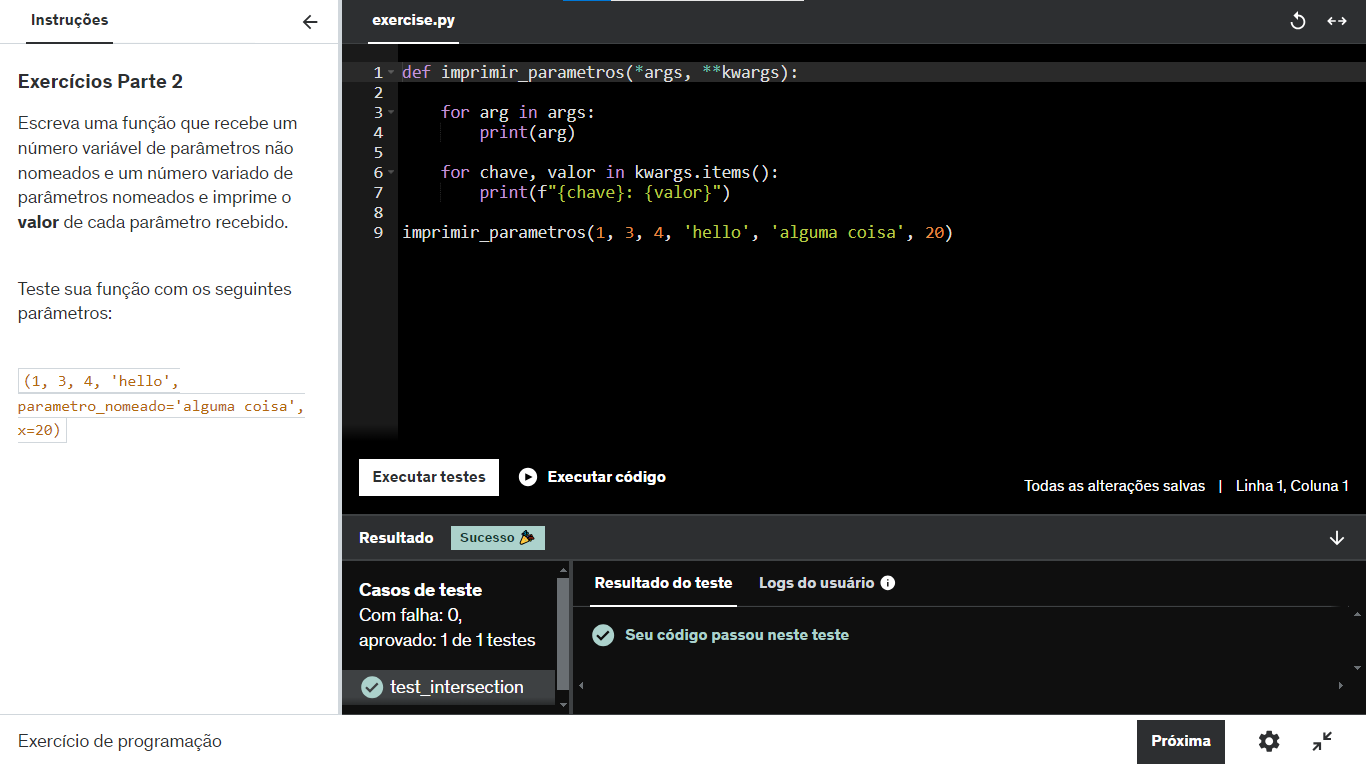 Instruções
Exercícios Parte 2
Escreva uma função que recebe um
número variável de parâmetros não
nomeados e um número variado de
parâmetros nomeados e imprime o
valor de cada parâmetro recebido.
Teste sua função com os seguintes
parâmetros:
(1, 3, 4, 'hello',
parametro_nomeado='alguma coisa',
x=20)
exercise.py
1 def imprimir_parametros(*args, **kwargs):
2
3     for arg in args:
4         print(arg)
5
6     for chave, valor in kwargs.items():
7         print(f"{chave}: {valor}")
8
9 imprimir_parametros(1, 3, 4, 'hello', 'alguma coisa', 20)
Executar testes
Executar código
Todas as alterações salvas | Linha 1, Coluna 1
Resultado Sucesso
Casos de teste
Com falha: 0,
aprovado: 1 de 1 testes
test_intersection
Resultado do teste Logs do usuário
Seu código passou neste teste
Exercício de programação
Próxima